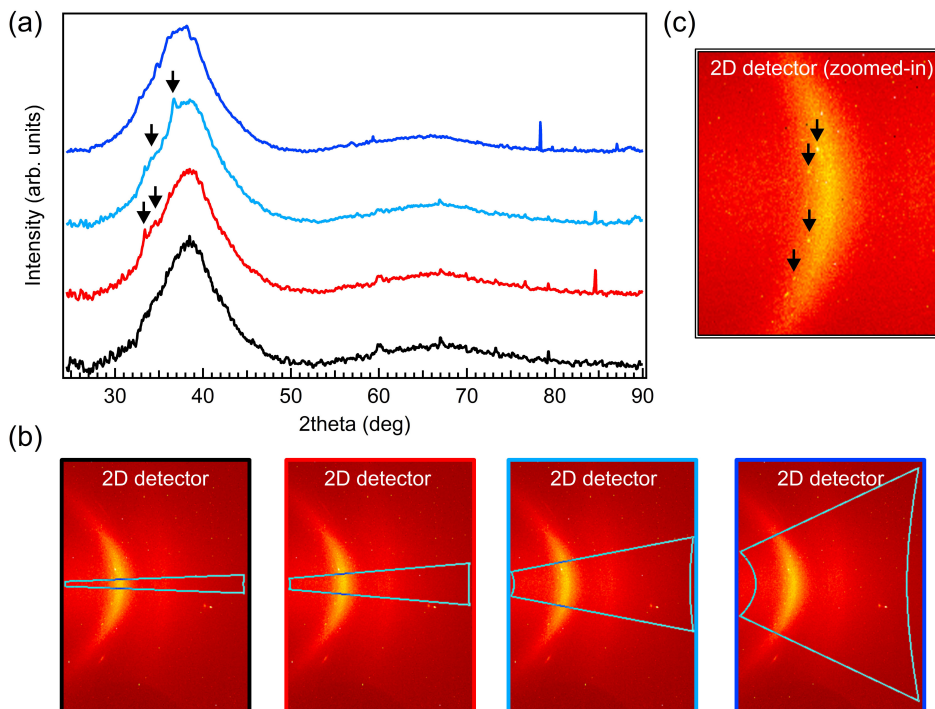 (a)
Intensity (arb. units)
30 40 50 60 70 80 90
2theta (deg)
(c)
2D detector (zoomed-in)
(b)
2D detector
2D detector
2D detector
2D detector